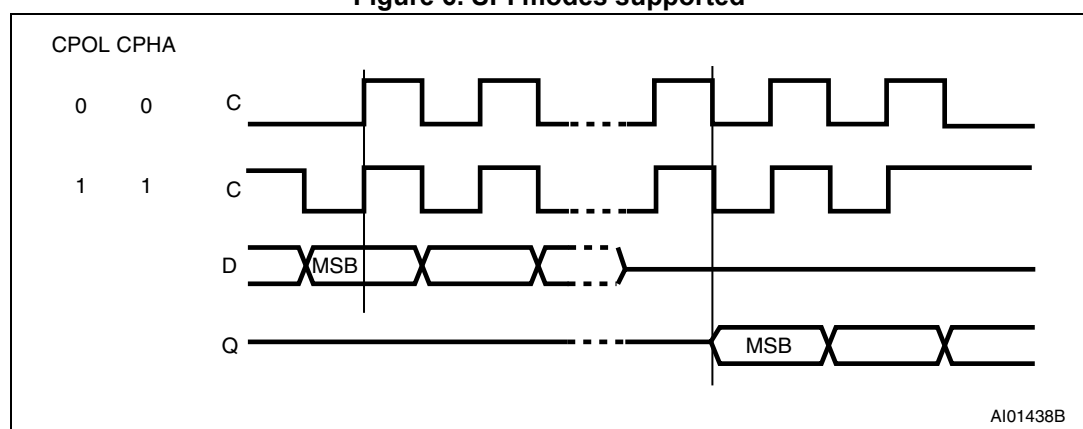 Figure 6. SPI modes supported
CPOL CPHA
0 0 C
1 1 C
D MSB
Q MSB
AI01438B